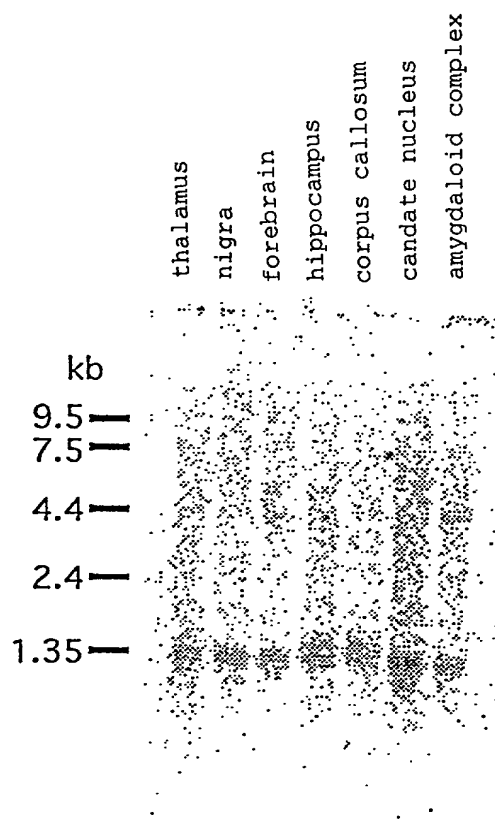 thalamus
nigra
forebrain
hippocampus
corpus callosum
candate nucleus
amygdaloid complex
kb
9.5
7.5
4.4
2.4
1.35